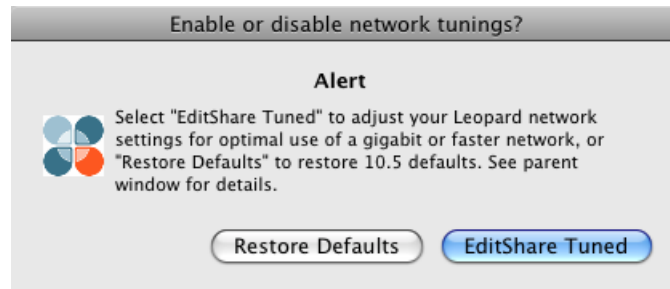 Enable or disable network tunings?
Alert
Select "EditShare Tuned" to adjust your Leopard network
settings for optimal use of a gigabit or faster network, or
"Restore Defaults" to restore 10.5 defaults. See parent
window for details.
Restore Defaults
EditShare Tuned